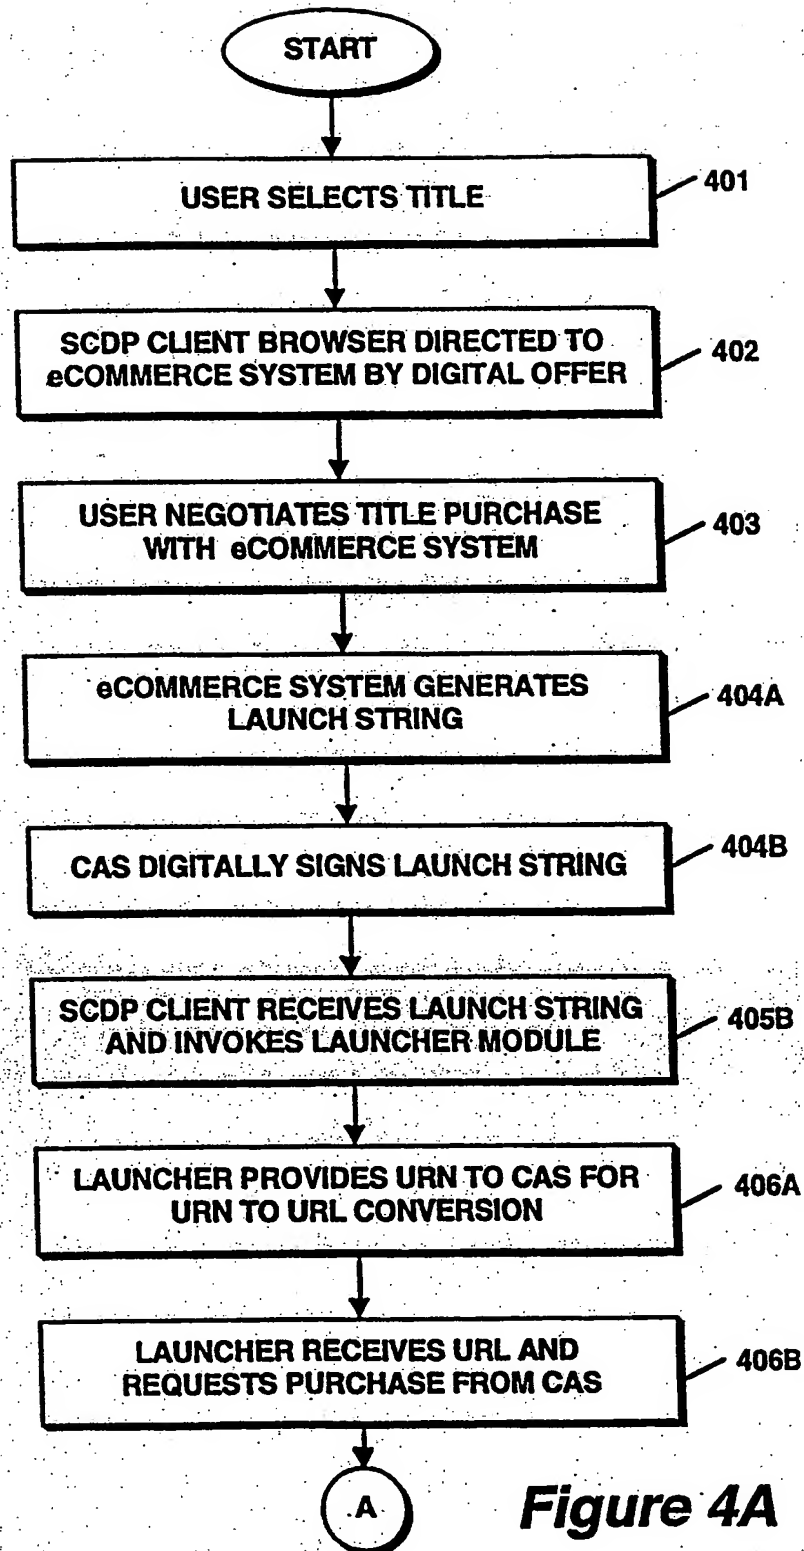 START
USER SELECTS TITLE
401
SCDP CLIENT BROWSER DIRECTED TO
eCOMMERCE SYSTEM BY DIGITAL OFFER
402
USER NEGOTIATES TITLE PURCHASE
WITH eCOMMERCE SYSTEM
403
eCOMMERCE SYSTEM GENERATES
LAUNCH STRING
404A
CAS DIGITALLY SIGNS LAUNCH STRING
404B
SCDP CLIENT RECEIVES LAUNCH STRING
AND INVOKES LAUNCHER MODULE
405B
LAUNCHER PROVIDES URN TO CAS FOR
URN TO URL CONVERSION
406A
LAUNCHER RECEIVES URL AND
REQUESTS PURCHASE FROM CAS
406B
A
Figure 4A